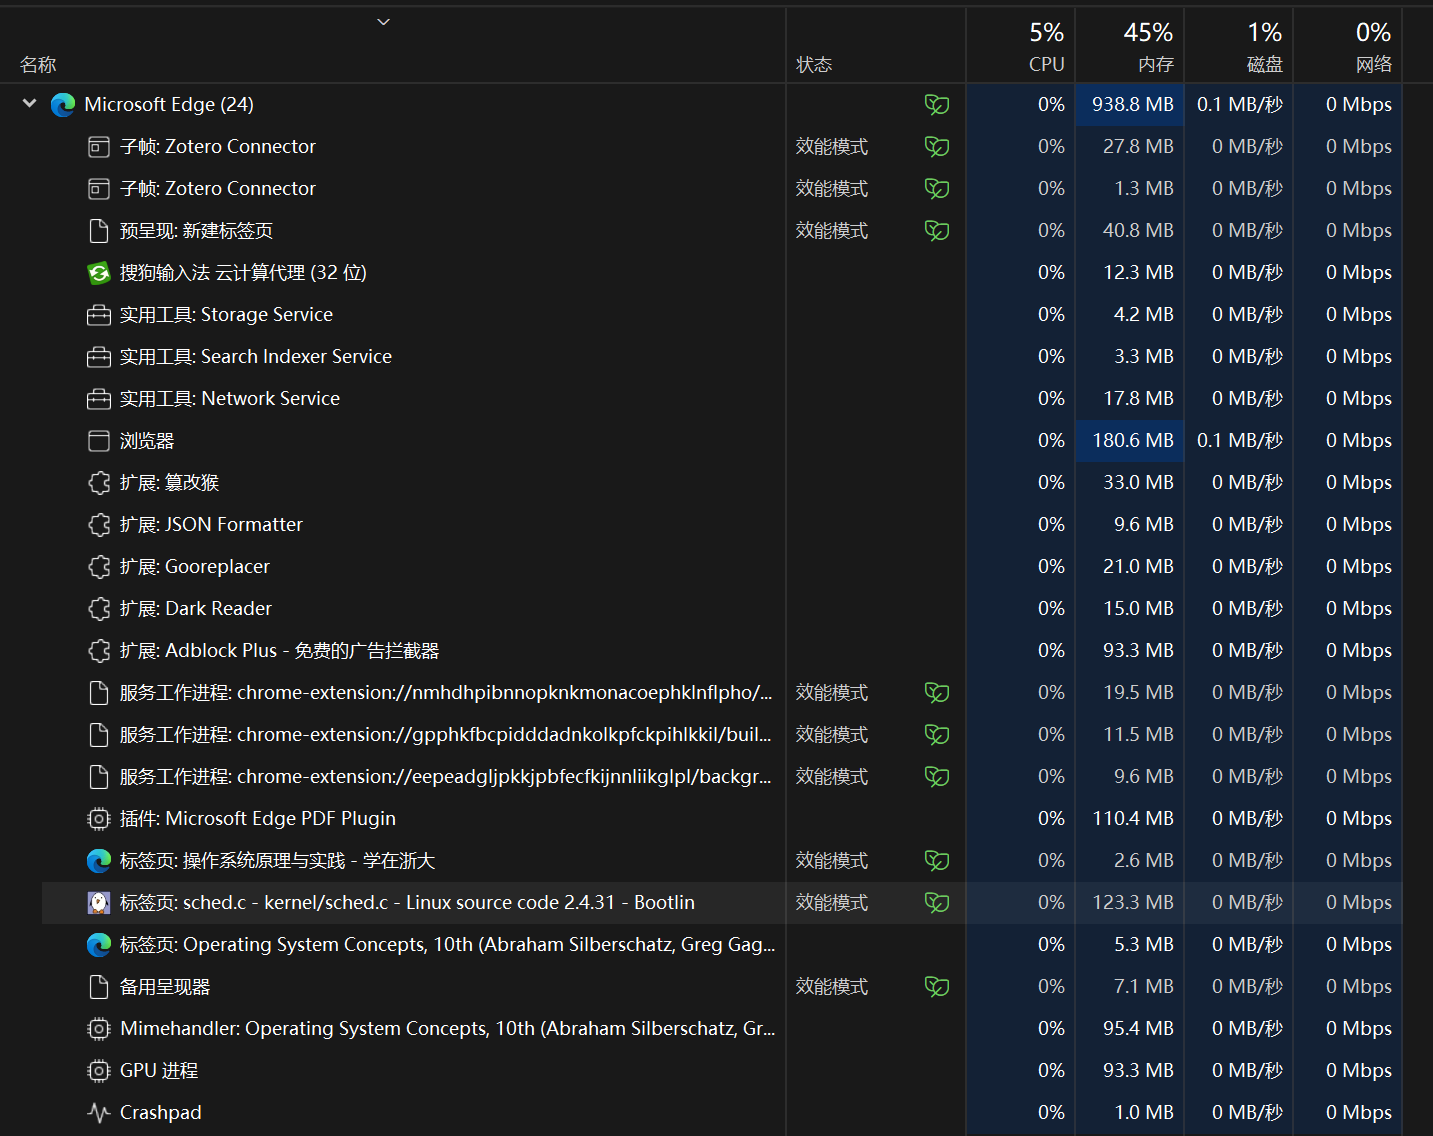 5% 45% 1% 0%
名称 状态 CPU 内存 磁盘 网络
Microsoft Edge (24) 0% 938.8 MB 0.1 MB/秒 0 Mbps
子帧: Zotero Connector 效能模式 0% 27.8 MB 0 MB/秒 0 Mbps
子帧: Zotero Connector 效能模式 0% 1.3 MB 0 MB/秒 0 Mbps
预呈现: 新建标签页 效能模式 0% 40.8 MB 0 MB/秒 0 Mbps
搜狗输入法 云计算代理 (32 位) 0% 12.3 MB 0 MB/秒 0 Mbps
实用工具: Storage Service 0% 4.2 MB 0 MB/秒 0 Mbps
实用工具: Search Indexer Service 0% 3.3 MB 0 MB/秒 0 Mbps
实用工具: Network Service 0% 17.8 MB 0 MB/秒 0 Mbps
浏览器 0% 180.6 MB 0.1 MB/秒 0 Mbps
扩展: 篡改猴 0% 33.0 MB 0 MB/秒 0 Mbps
扩展: JSON Formatter 0% 9.6 MB 0 MB/秒 0 Mbps
扩展: Gooreplacer 0% 21.0 MB 0 MB/秒 0 Mbps
扩展: Dark Reader 0% 15.0 MB 0 MB/秒 0 Mbps
扩展: Adblock Plus - 免费的广告拦截器 0% 93.3 MB 0 MB/秒 0 Mbps
服务工作进程: chrome-extension://nmhdhpibnnopknkmonacoephklnflpho/... 效能模式 0% 19.5 MB 0 MB/秒 0 Mbps
服务工作进程: chrome-extension://gpphkfbcpidddadnkolkpfckpihlkkil/buil... 效能模式 0% 11.5 MB 0 MB/秒 0 Mbps
服务工作进程: chrome-extension://eepeadgljpkkjpbfecfkijnnliikglpl/backgr... 效能模式 0% 9.6 MB 0 MB/秒 0 Mbps
插件: Microsoft Edge PDF Plugin 0% 110.4 MB 0 MB/秒 0 Mbps
标签页: 操作系统原理与实践 - 学在浙大 效能模式 0% 2.6 MB 0 MB/秒 0 Mbps
标签页: sched.c - kernel/sched.c - Linux source code 2.4.31 - Bootlin 效能模式 0% 123.3 MB 0 MB/秒 0 Mbps
标签页: Operating System Concepts, 10th (Abraham Silberschatz, Greg Gag... 0% 5.3 MB 0 MB/秒 0 Mbps
备用呈现器 效能模式 0% 7.1 MB 0 MB/秒 0 Mbps
Mimehandler: Operating System Concepts, 10th (Abraham Silberschatz, Gr... 0% 95.4 MB 0 MB/秒 0 Mbps
GPU 进程 0% 93.3 MB 0 MB/秒 0 Mbps
Crashpad 0% 1.0 MB 0 MB/秒 0 Mbps